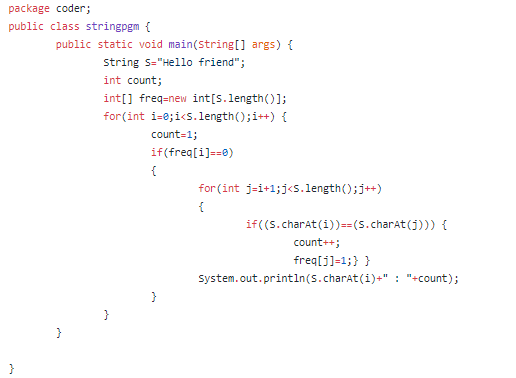 package coder;
public class stringpgm {
public static void main(String[] args) {
String S="Hello friend";
int count;
int[] freq=new int[S.length()];
for(int i=0;i<S.length();i++) {
count=1;
if(freq[i]==0)
{
for(int j=i+1;j<S.length();j++)
{
if((S.charAt(i))==(S.charAt(j))) {
count++;
freq[j]=1;} }
System.out.println(S.charAt(i)+" : "+count);
}
}
}
}